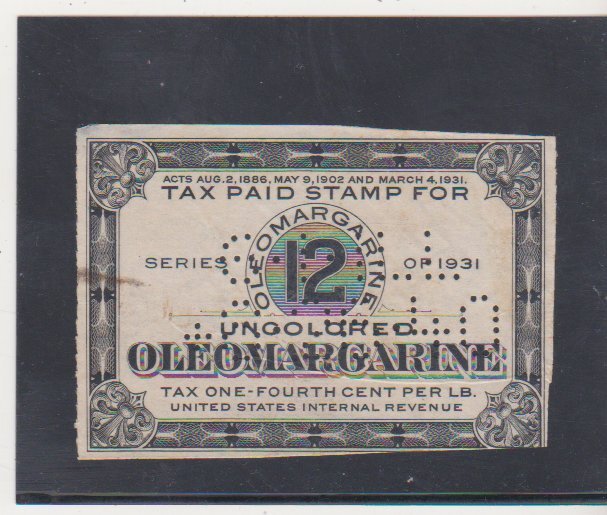 ACTS AUG. 2, 1886, MAY 9, 1902 AND MARCH 4, 1931.
TAX PAID STAMP FOR
OLEOMARGARINE
12
SERIES OF 1931
UNCOLORED
OLEOMARGARINE
TAX ONE-FOURTH CENT PER LB.
UNITED STATES INTERNAL REVENUE